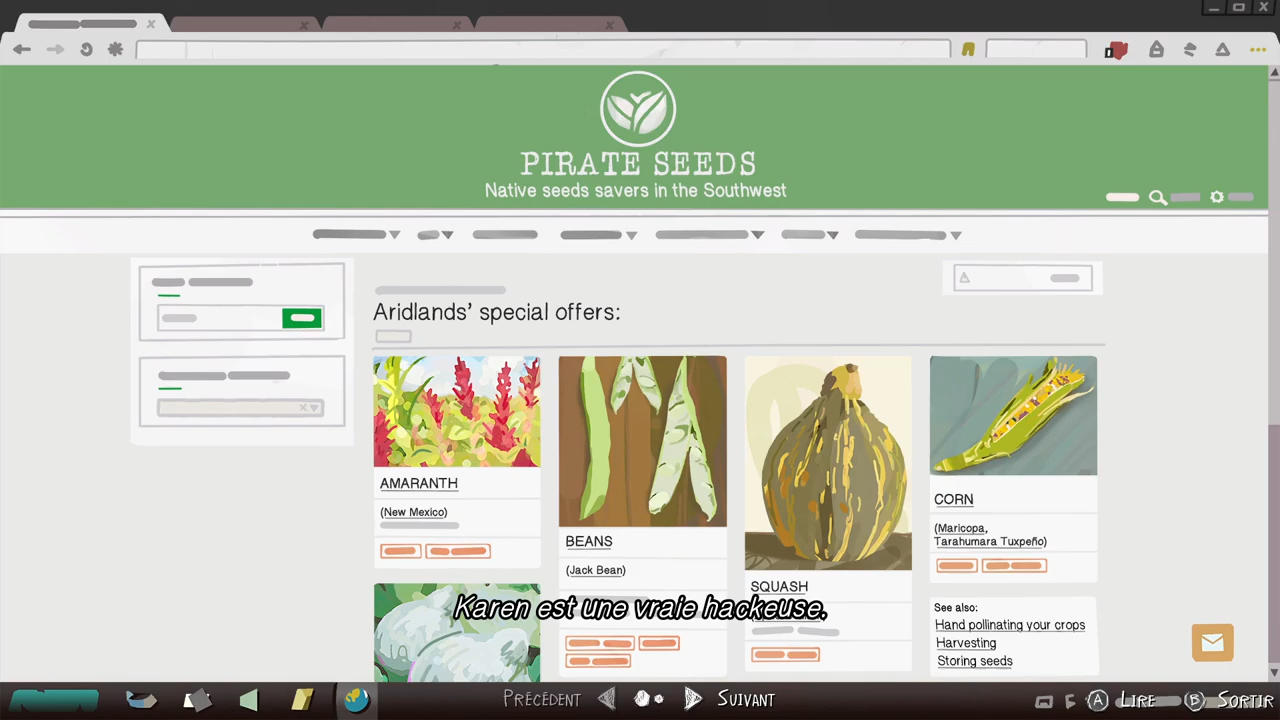 PIRATE SEEDS
Native seeds savers in the Southwest
Aridlands' special offers:
AMARANTH
(New Mexico)
BEANS
(Jack Bean)
SQUASH
CORN
(Maricopa,
Tarahumara Tuxpeño)
See also:
Hand pollinating your crops
Harvesting
Storing seeds
Karen est une vraie hackeuse.
Précédent
Suivant
A Lire
B Sortir